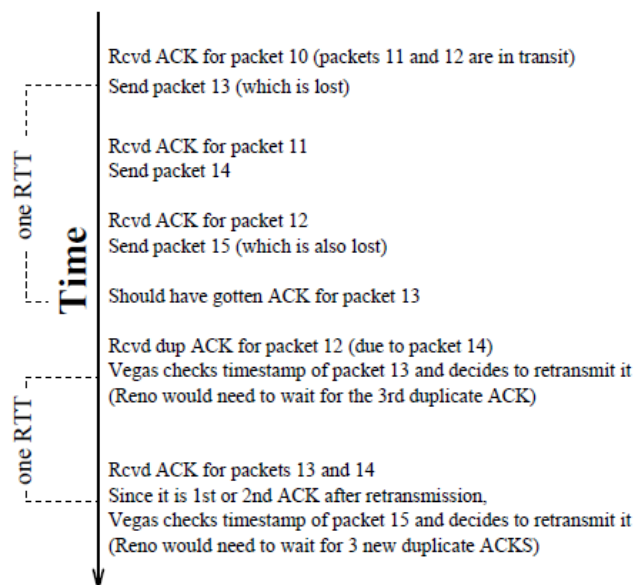 Rcvd ACK for packet 10 (packets 11 and 12 are in transit)
Send packet 13 (which is lost)
Rcvd ACK for packet 11
Send packet 14
one RTT
Time
Rcvd ACK for packet 12
Send packet 15 (which is also lost)
Should have gotten ACK for packet 13
Rcvd dup ACK for packet 12 (due to packet 14)
Vegas checks timestamp of packet 13 and decides to retransmit it
(Reno would need to wait for the 3rd duplicate ACK)
one RTT
Rcvd ACK for packets 13 and 14
Since it is 1st or 2nd ACK after retransmission,
Vegas checks timestamp of packet 15 and decides to retransmit it
(Reno would need to wait for 3 new duplicate ACKS)